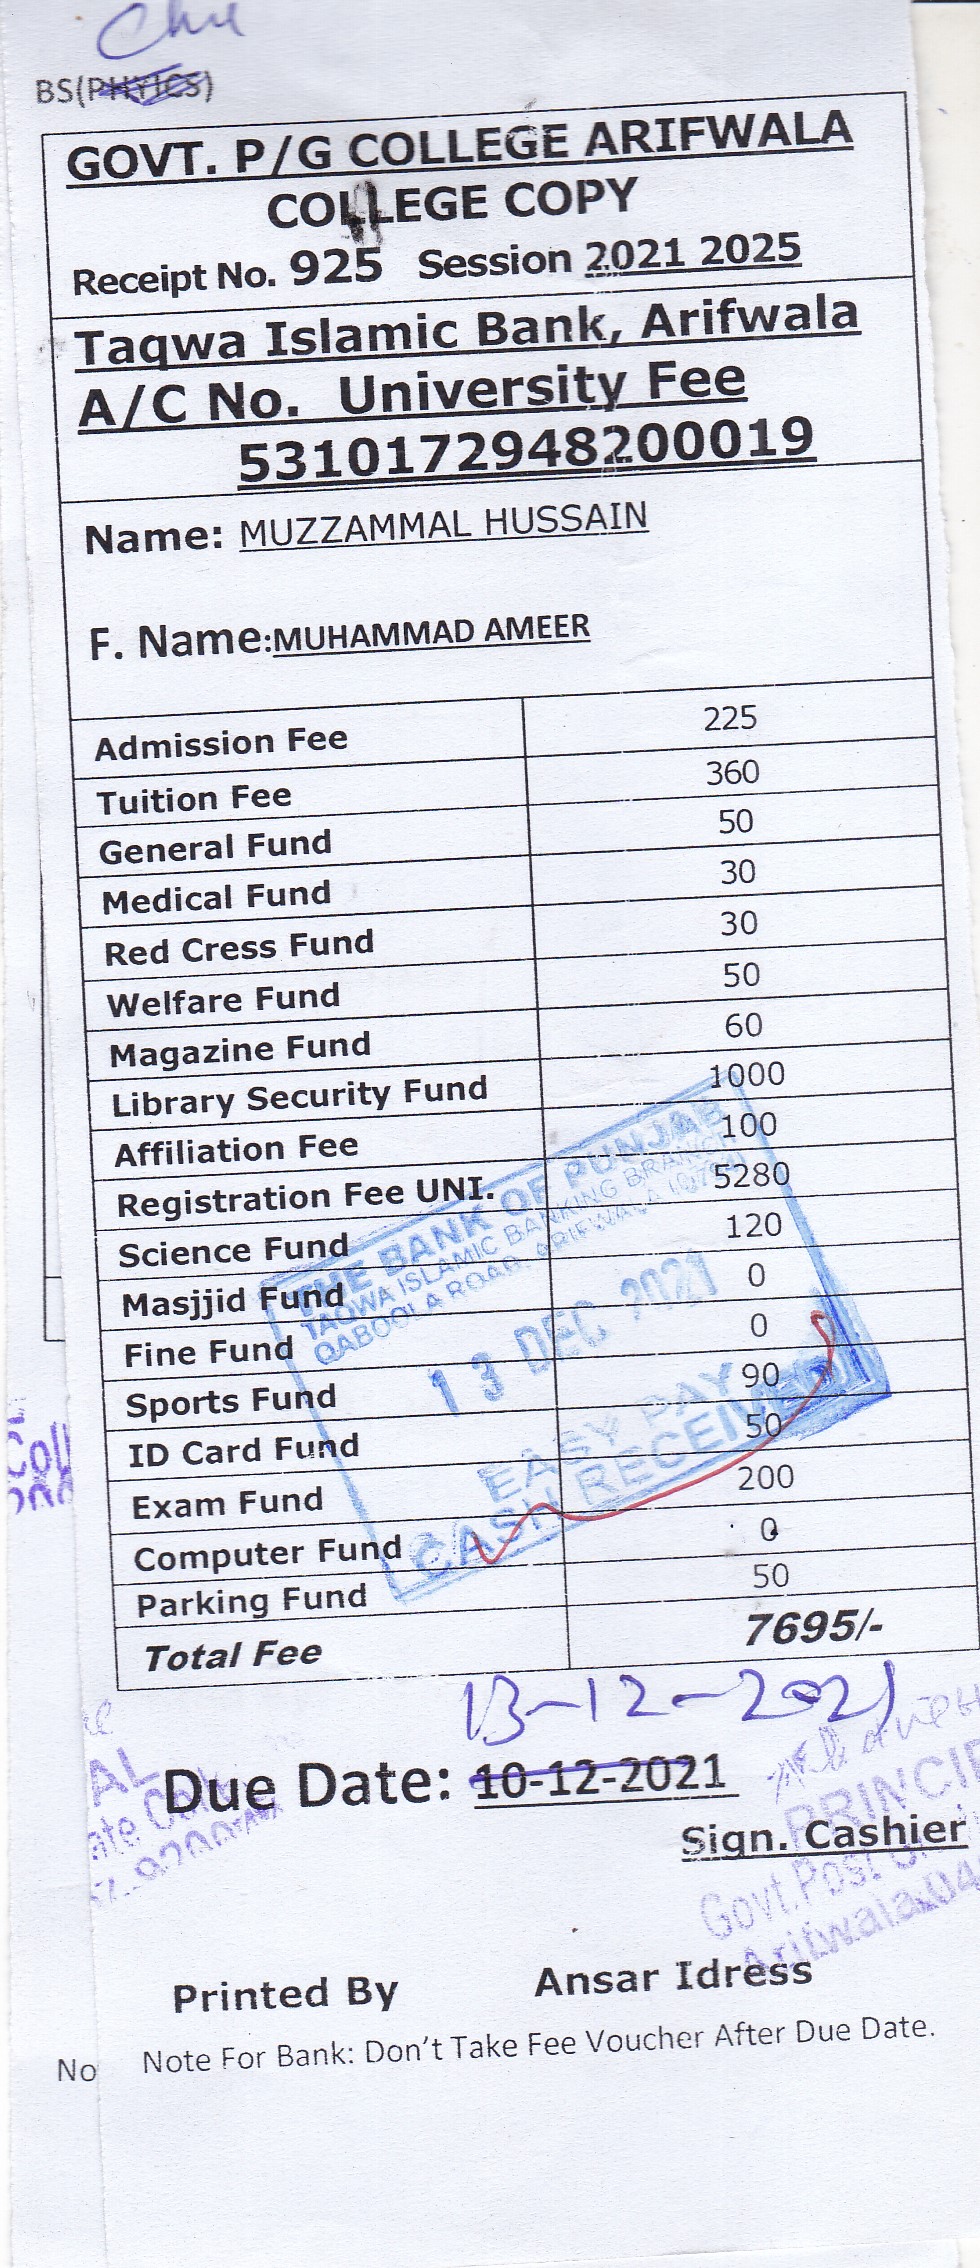 BS(PHYICS)
GOVT. P/G COLLEGE ARIFWALA
COLLEGE COPY
Receipt No. 925 Session 2021 2025
Taqwa Islamic Bank, Arifwala
A/C No. University Fee
5310172948200019
Name: MUZZAMMAL HUSSAIN
F. Name:MUHAMMAD AMEER
Admission Fee 225
Tuition Fee 360
General Fund 50
Medical Fund 30
Red Cress Fund 30
Welfare Fund 50
Magazine Fund 60
Library Security Fund 1000
Affiliation Fee 100
Registration Fee UNI. 5280
Science Fund 120
Masjjid Fund 0
Fine Fund 0
Sports Fund 90
ID Card Fund 50
Exam Fund 200
Computer Fund 0
Parking Fund 50
Total Fee 7695/-
THE BANK OF PUNJAB
TAQWA ISLAMIC BANKING BRANCH
QABOOLA ROAD, ARIFWALA
13 DEC 2021
EASY PAY
CASH RECEIVED
13-12-2021
Due Date: 10-12-2021
Sign. Cashier
PRINCIP
Govt.Post
Arifwala.04
Printed By Ansar Idress
Note For Bank: Don't Take Fee Voucher After Due Date.
No
Coll
AL
ate Col